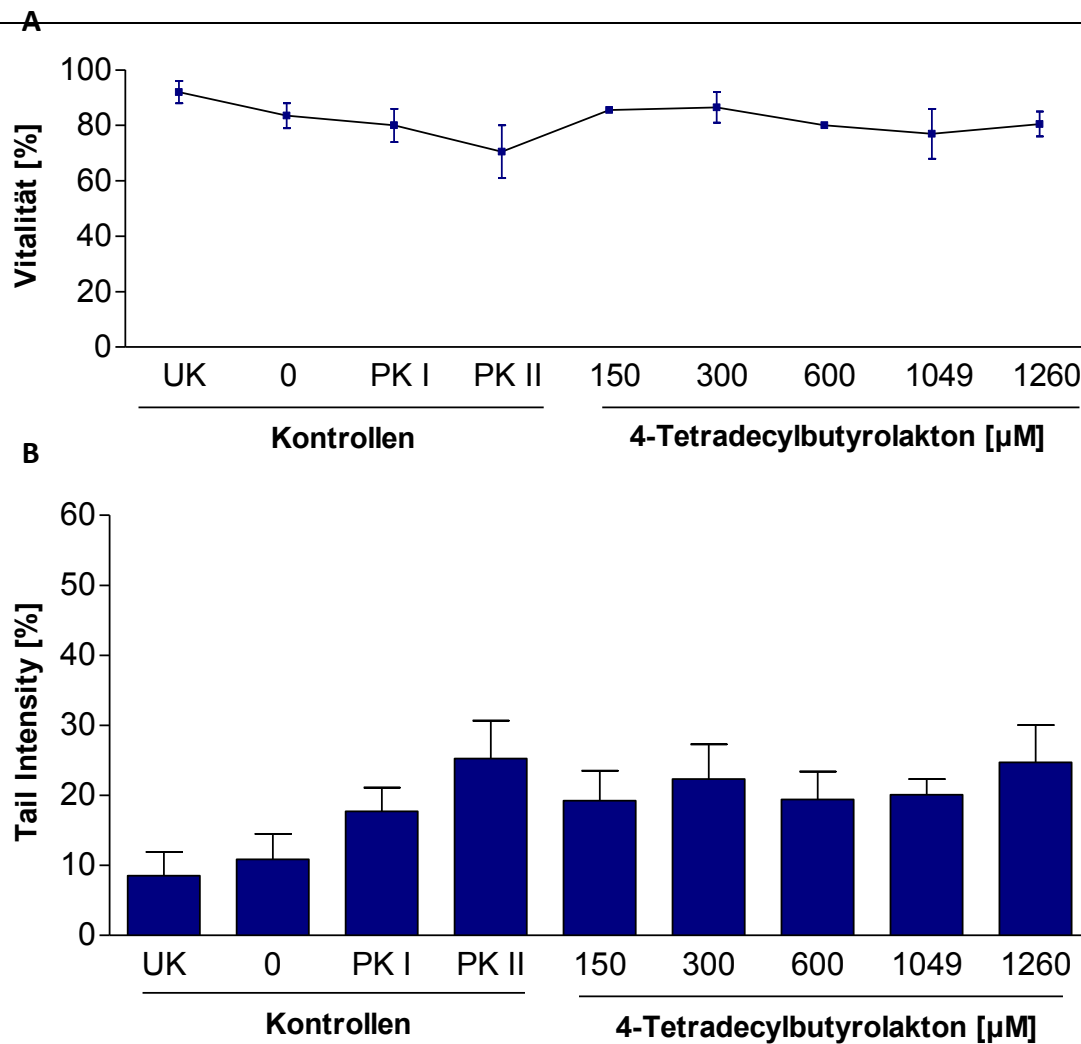 A
Vitalität [%]
100
80
60
40
20
0
UK 0 PK I PK II 150 300 600 1049 1260
Kontrollen 4-Tetradecylbutyrolakton [µM]
B
Tail Intensity [%]
60
50
40
30
20
10
0
UK 0 PK I PK II 150 300 600 1049 1260
Kontrollen 4-Tetradecylbutyrolakton [µM]